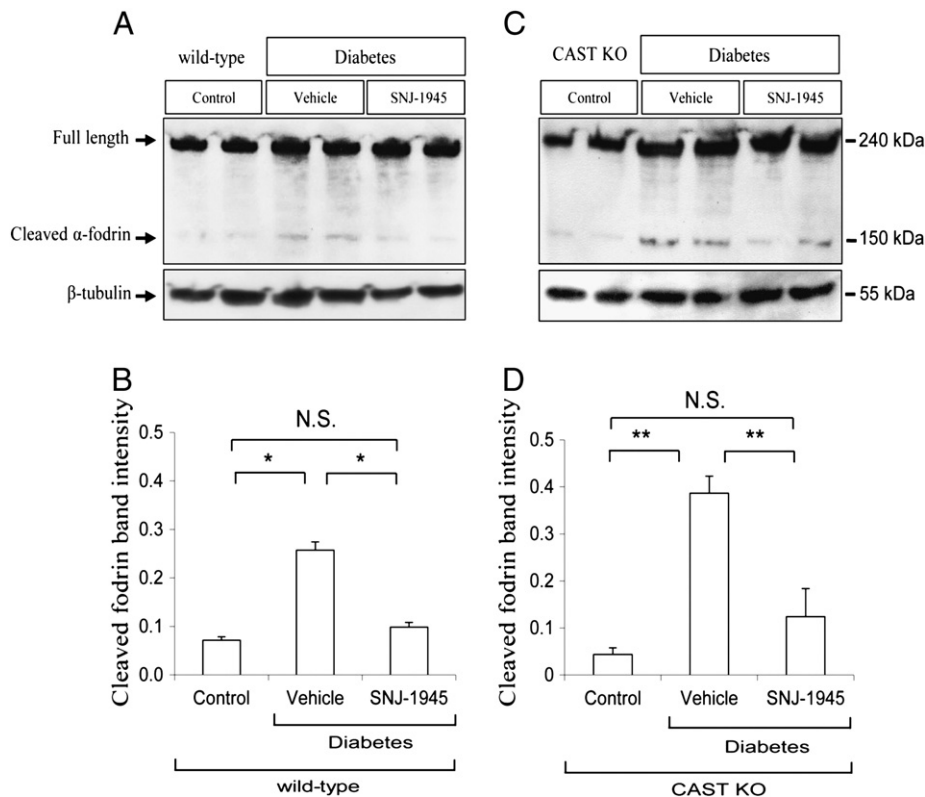 A
wild-type
Diabetes
Control
Vehicle
SNJ-1945
Full length
Cleaved α-fodrin
β-tubulin
C
CAST KO
Diabetes
Control
Vehicle
SNJ-1945
240 kDa
150 kDa
55 kDa
B
Cleaved fodrin band intensity
0.5
0.4
0.3
0.2
0.1
0.0
N.S.
*
*
Control
Vehicle
SNJ-1945
Diabetes
wild-type
D
Cleaved fodrin band intensity
0.5
0.4
0.3
0.2
0.1
0
N.S.
**
**
Control
Vehicle
SNJ-1945
Diabetes
CAST KO